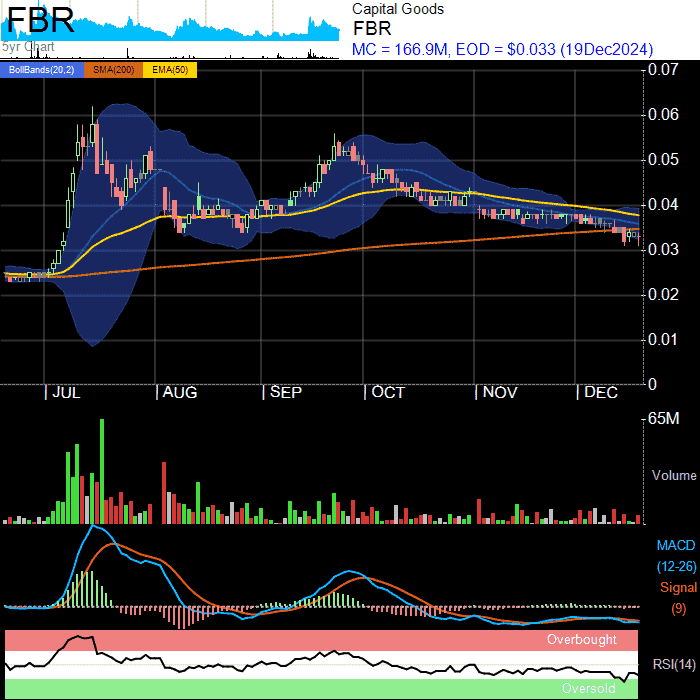 FBR
5yr Chart
Capital Goods
FBR
MC = 166.9M, EOD = $0.033 (19Dec2024)
BollBands(20,2) SMA(200) EMA(50)
0.07
0.06
0.05
0.04
0.03
0.02
0.01
0
| JUL | AUG | SEP | OCT | NOV | DEC
65M
Volume
MACD
(12-26)
Signal
(9)
Overbought
RSI(14)
Oversold